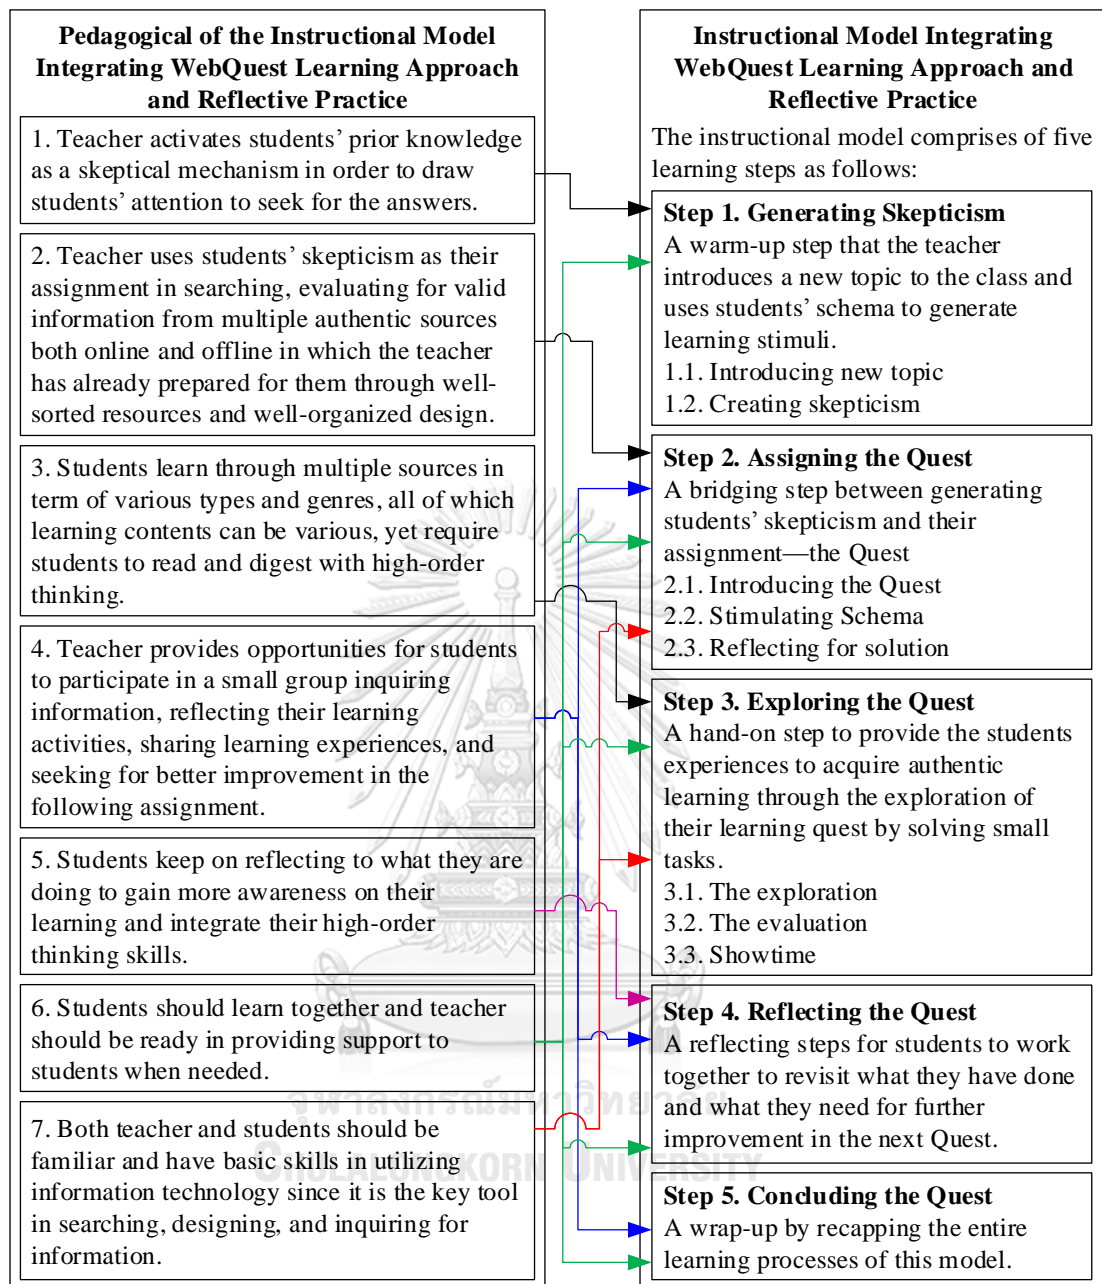 Pedagogical of the Instructional Model
Integrating WebQuest Learning Approach
and Reflective Practice
1. Teacher activates students’ prior knowledge
as a skeptical mechanism in order to draw
students’ attention to seek for the answers.
2. Teacher uses students’ skepticism as their
assignment in searching, evaluating for valid
information from multiple authentic sources
both online and offline in which the teacher
has already prepared for them through well-
sorted resources and well-organized design.
3. Students learn through multiple sources in
term of various types and genres, all of which
learning contents can be various, yet require
students to read and digest with high-order
thinking.
4. Teacher provides opportunities for students
to participate in a small group inquiring
information, reflecting their learning
activities, sharing learning experiences, and
seeking for better improvement in the
following assignment.
5. Students keep on reflecting to what they are
doing to gain more awareness on their
learning and integrate their high-order
thinking skills.
6. Students should learn together and teacher
should be ready in providing support to
students when needed.
7. Both teacher and students should be
familiar and have basic skills in utilizing
information technology since it is the key tool
in searching, designing, and inquiring for
information.
Instructional Model Integrating
WebQuest Learning Approach and
Reflective Practice
The instructional model comprises of five
learning steps as follows:
Step 1. Generating Skepticism
A warm-up step that the teacher
introduces a new topic to the class and
uses students’ schema to generate
learning stimuli.
1.1. Introducing new topic
1.2. Creating skepticism
Step 2. Assigning the Quest
A bridging step between generating
students’ skepticism and their
assignment—the Quest
2.1. Introducing the Quest
2.2. Stimulating Schema
2.3. Reflecting for solution
Step 3. Exploring the Quest
A hand-on step to provide the students
experiences to acquire authentic
learning through the exploration of
their learning quest by solving small
tasks.
3.1. The exploration
3.2. The evaluation
3.3. Showtime
Step 4. Reflecting the Quest
A reflecting steps for students to work
together to revisit what they have done
and what they need for further
improvement in the next Quest.
Step 5. Concluding the Quest
A wrap-up by recapping the entire
learning processes of this model.
จุฬาลงกรณ์มหาวิทยาลัย
CHULALONGKORN UNIVERSITY